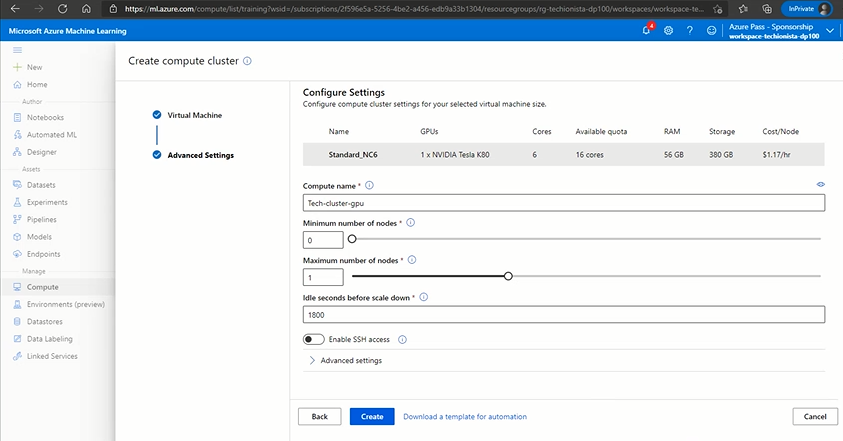 https://ml.azure.com/compute/list/training?wsid=/subscriptions/2f596e5a-5256-4be2-a456-edb9a33b1304/resourcegroups/rg-techionista-dp100/workspaces/workspace-te...
InPrivate
Microsoft Azure Machine Learning
4
Azure Pass - Sponsorship
workspace-techionista-dp100
New
Home
Author
Notebooks
Automated ML
Designer
Assets
Datasets
Experiments
Pipelines
Models
Endpoints
Manage
Compute
Environments (preview)
Datastores
Data Labeling
Linked Services
Create compute cluster
Virtual Machine
Advanced Settings
Configure Settings
Configure compute cluster settings for your selected virtual machine size.
Name GPUs Cores Available quota RAM Storage Cost/Node
Standard_NC6 1 x NVIDIA Tesla K80 6 16 cores 56 GB 380 GB $1.17/hr
Compute name *
Tech-cluster-gpu
Minimum number of nodes *
0
Maximum number of nodes *
1
Idle seconds before scale down *
1800
Enable SSH access
Advanced settings
Back Create Download a template for automation Cancel